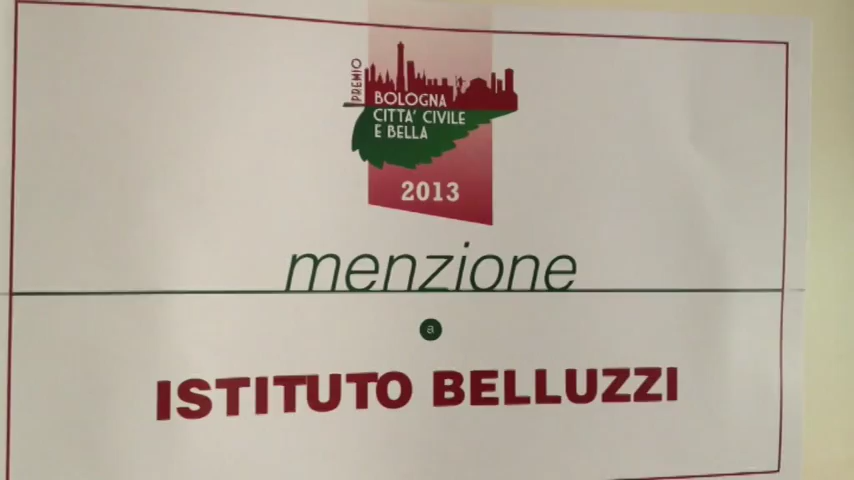 PREMIO
BOLOGNA
CITTA' CIVILE
E BELLA
2013
menzione
a
ISTITUTO BELLUZZI